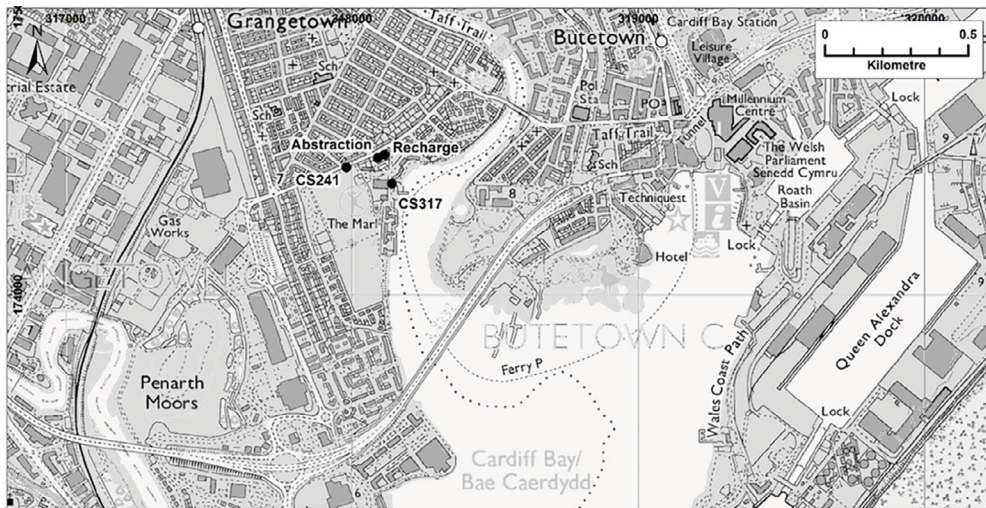 317000
318000
319000
320000
Grangetown
Taff Trail
Butetown
Cardiff Bay Station
Leisure
Village
0
0.5
Kilometre
N
Sch
trial Estate
Pol
Sta
PO
Millennium
Centre
Lock
9
Sch
Abstraction
Recharge
Taff Trail
Tunnel
The Welsh
Parliament
Senedd Cymru
CS241
7
CS317
8
Sch
Techniquest
Roath
Basin
Gas
Works
The Marl
Vi
Hotel
Lock
174000
BUTETOWN C
Queen Alexandra
Dock
9
Penarth
Moors
Ferry P
Wales Coast Path
Lock
Cardiff Bay/
Bae Caerdydd
6